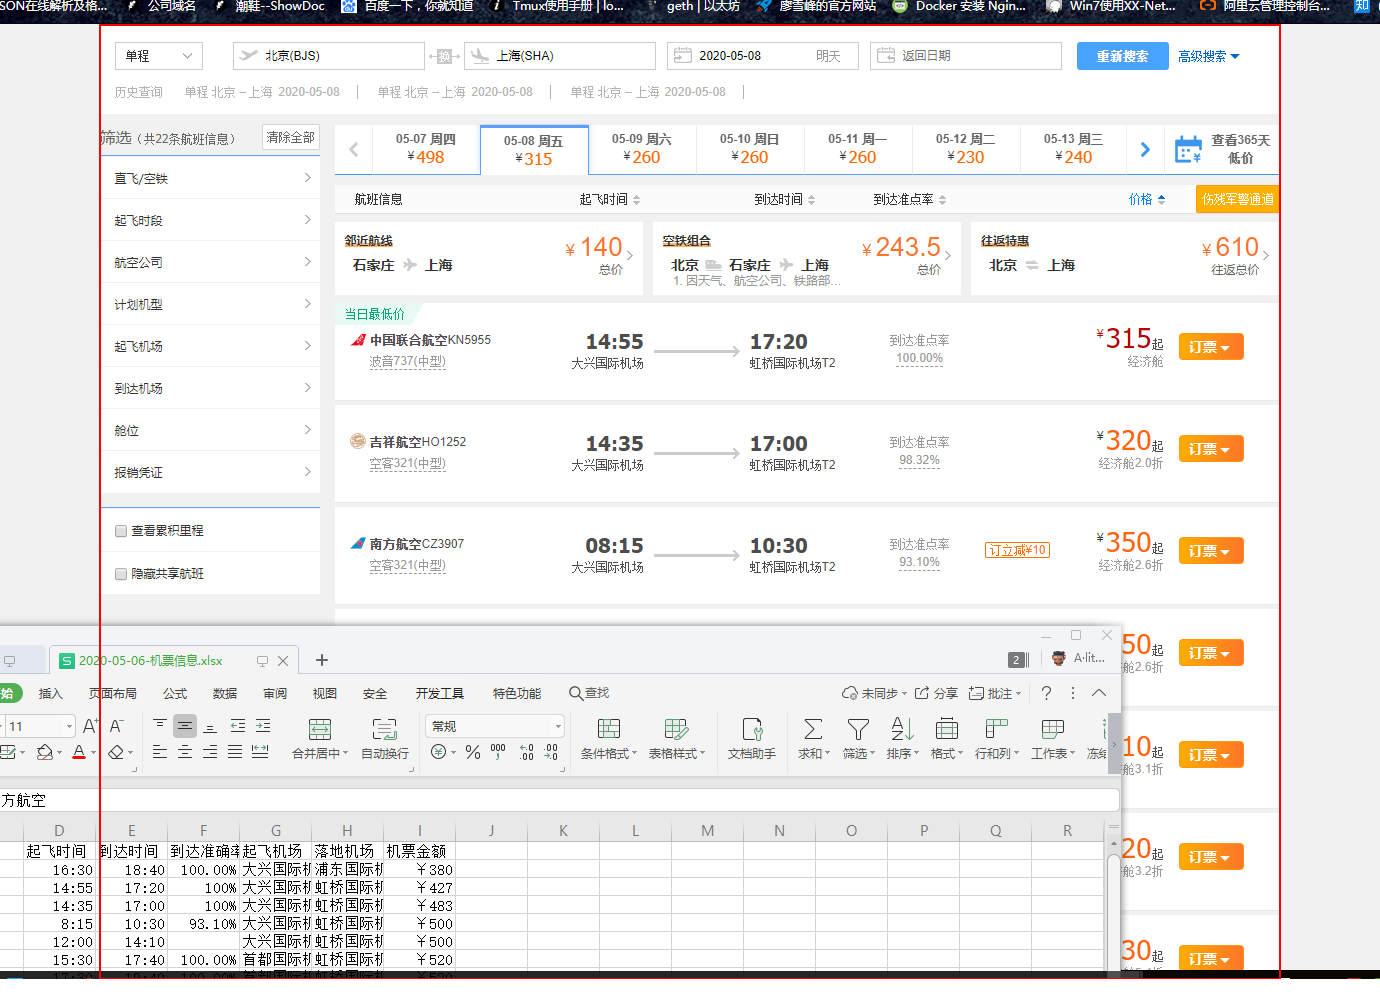 SON在线解析及格... 公司域名 潮鞋--ShowDoc 百度一下，你就知道 Tmux使用手册 | lo... geth | 以太坊 廖雪峰的官方网站 Docker 安装 Ngin... Win7使用XX-Net... 阿里云管理控制台... 知
单程 北京(BJS) 换 上海(SHA) 2020-05-08 明天 返回日期 重新搜索 高级搜索
历史查询 单程 北京 – 上海 2020-05-08 | 单程 北京 – 上海 2020-05-08 | 单程 北京 – 上海 2020-05-08 |
筛选（共22条航班信息） 清除全部
直飞/空铁
起飞时段
航空公司
计划机型
起飞机场
到达机场
舱位
报销凭证
查看累积里程
隐藏共享航班
05-07 周四 05-08 周五 05-09 周六 05-10 周日 05-11 周一 05-12 周二 05-13 周三 查看365天
¥498 ¥315 ¥260 ¥260 ¥260 ¥230 ¥240 低价
航班信息 起飞时间 到达时间 到达准点率 价格 伤残军警通道
邻近航线 ¥140 空铁组合 ¥243.5 往返特惠 ¥610
石家庄 上海 总价 北京 石家庄 上海 总价 北京 上海 往返总价
1. 因天气、航空公司、铁路部...
当日最低价
中国联合航空KN5955 14:55 17:20 到达准点率 ¥315起 订票
波音737(中型) 大兴国际机场 虹桥国际机场T2 100.00% 经济舱
吉祥航空HO1252 14:35 17:00 到达准点率 ¥320起 订票
空客321(中型) 大兴国际机场 虹桥国际机场T2 98.32% 经济舱2.0折
南方航空CZ3907 08:15 10:30 到达准点率 订立减¥10 ¥350起 订票
空客321(中型) 大兴国际机场 虹桥国际机场T2 93.10% 经济舱2.6折
50起 订票
舱2.6折
10起 订票
舱3.1折
20起 订票
舱3.2折
30起 订票
2020-05-06-机票信息.xlsx 2 A·lit...
始 插入 页面布局 公式 数据 审阅 视图 安全 开发工具 特色功能 查找 未同步 分享 批注
11 A+ A- 常规
合并居中 自动换行 条件格式 表格样式 文档助手 求和 筛选 排序 格式 行和列 工作表 冻结
方航空
D E F G H I J K L M N O P Q R
起飞时间 到达时间 到达准确率 起飞机场 落地机场 机票金额
16:30 18:40 100.00% 大兴国际机 浦东国际机 ¥380
14:55 17:20 100% 大兴国际机 虹桥国际机 ¥427
14:35 17:00 100% 大兴国际机 虹桥国际机 ¥483
8:15 10:30 93.10% 大兴国际机 虹桥国际机 ¥500
12:00 14:10 大兴国际机 虹桥国际机 ¥500
15:30 17:40 100.00% 首都国际机 虹桥国际机 ¥520